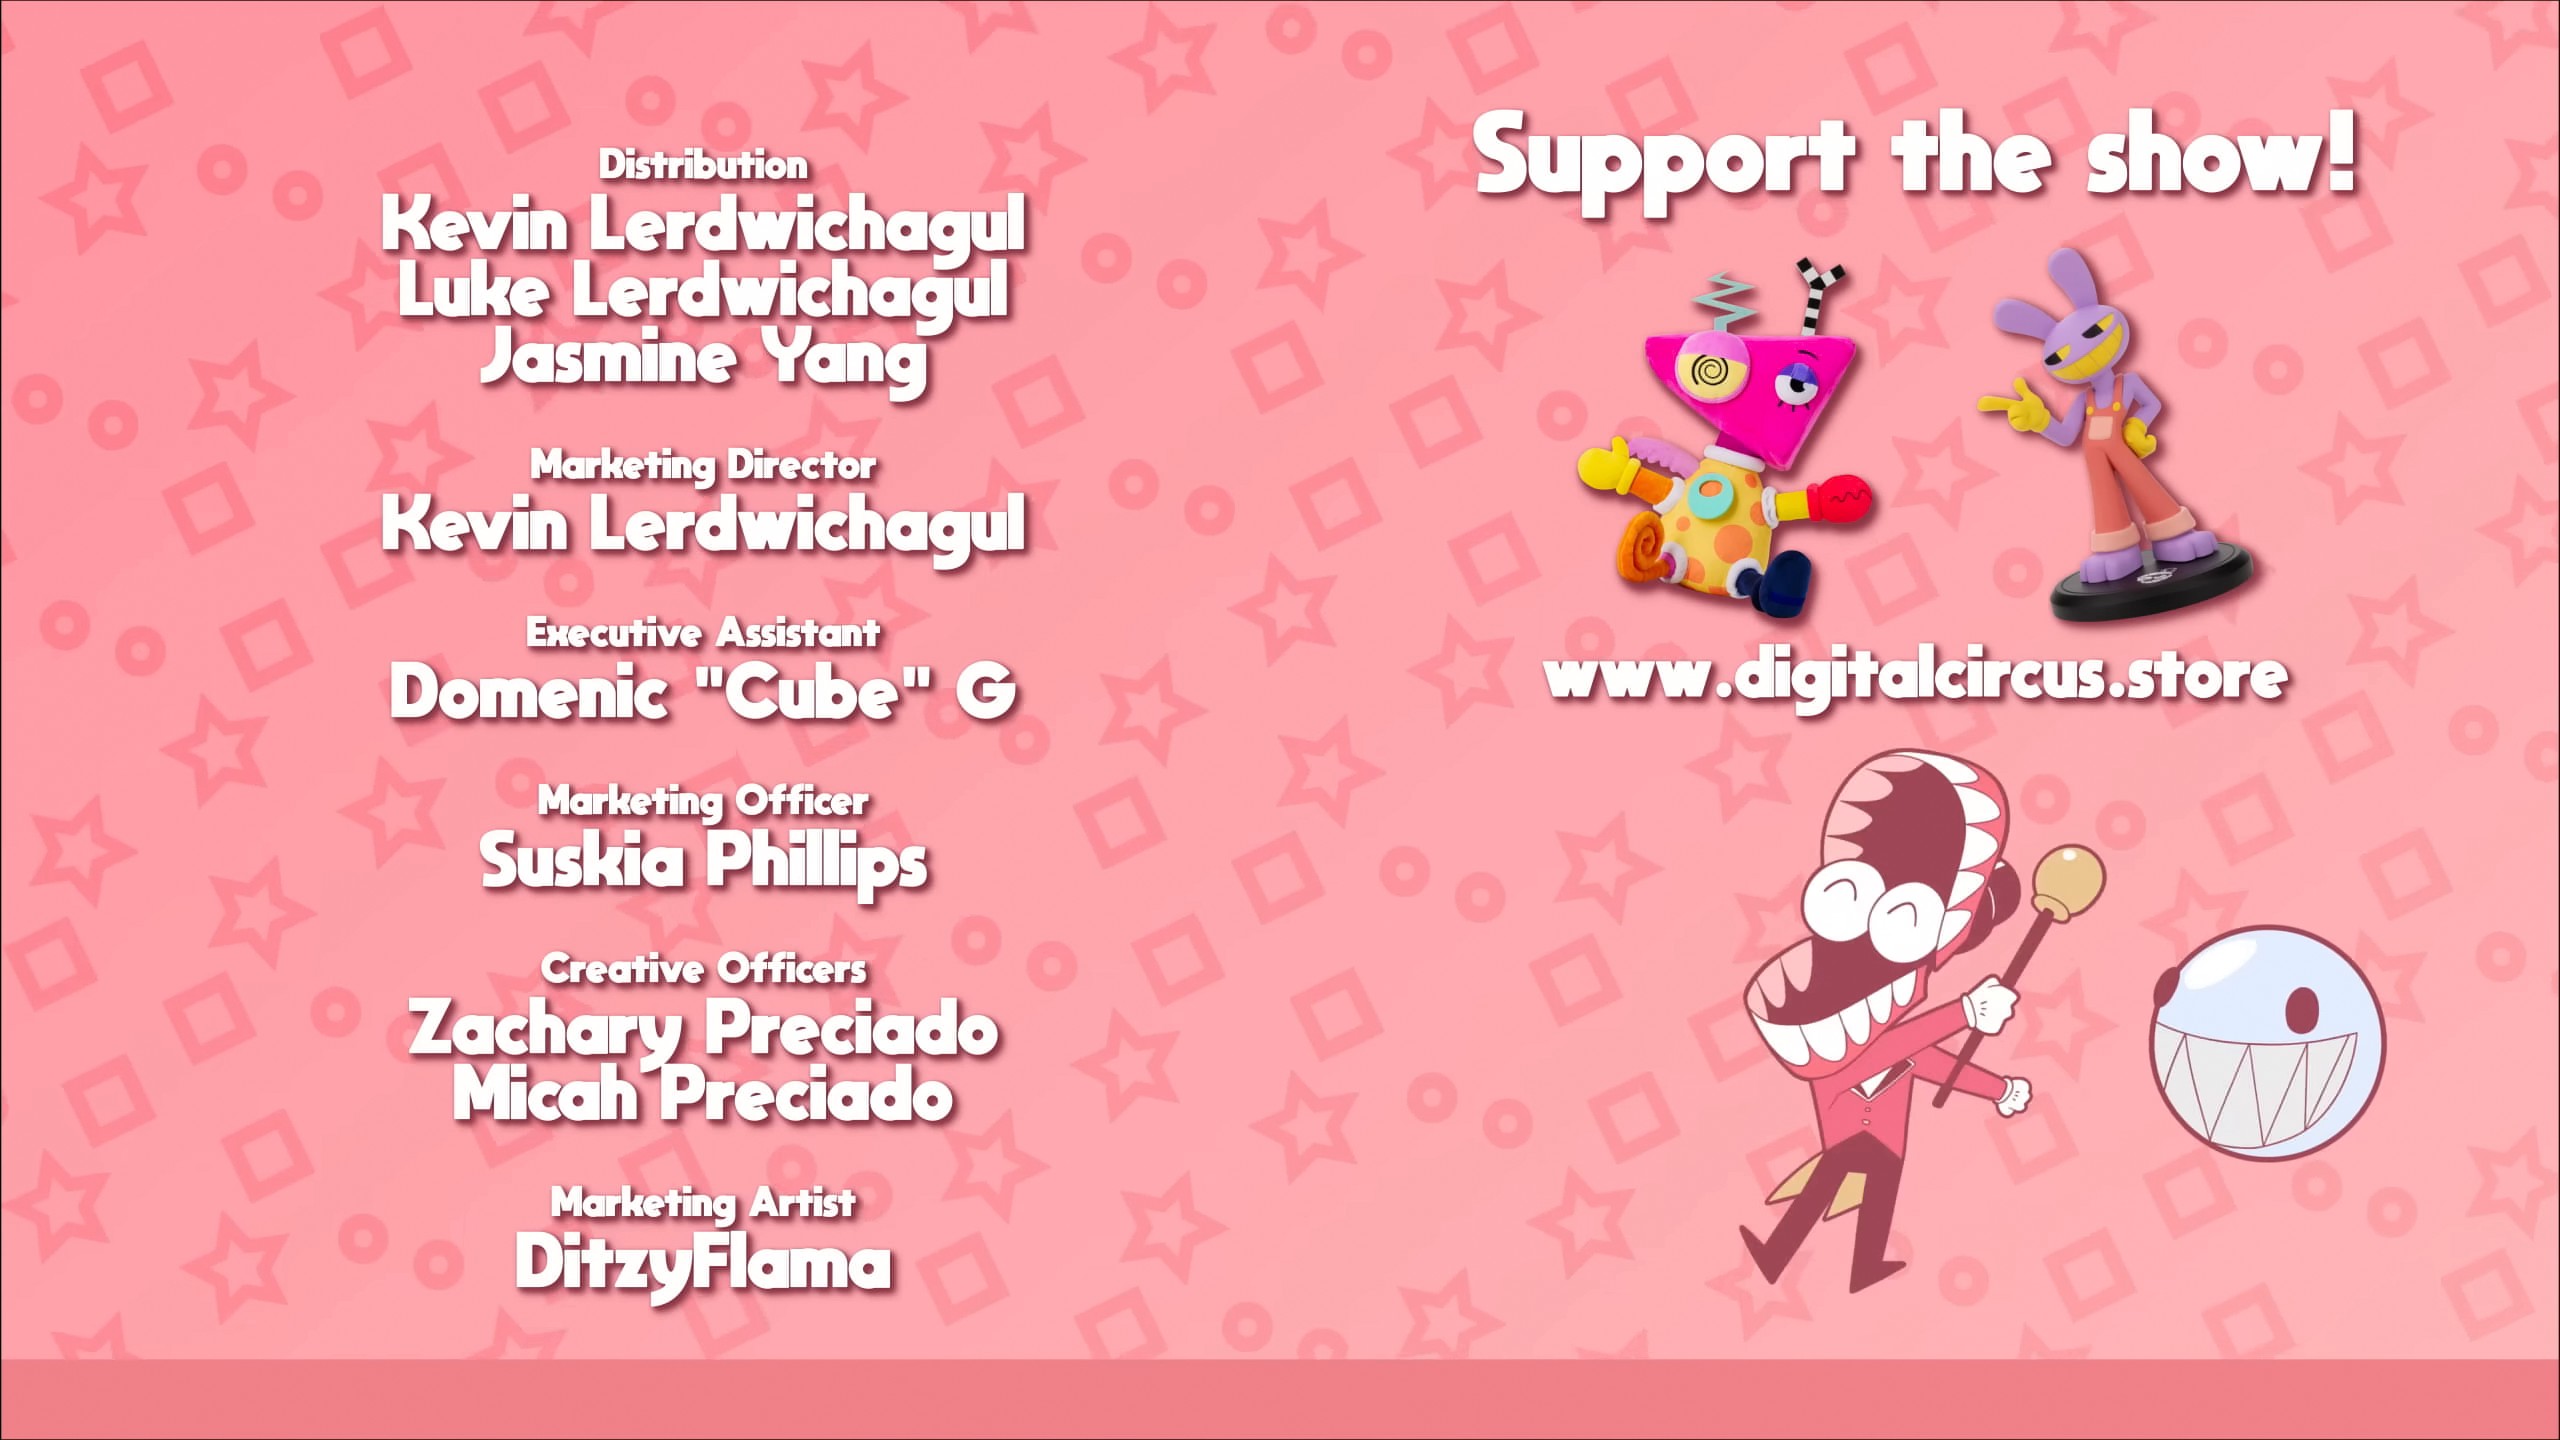 Distribution
Kevin Lerdwichagul
Luke Lerdwichagul
Jasmine Yang
Marketing Director
Kevin Lerdwichagul
Executive Assistant
Domenic "Cube" G
Marketing Officer
Suskia Phillips
Creative Officers
Zachary Preciado
Micah Preciado
Marketing Artist
DitzyFlama
Support the show!
www.digitalcircus.store